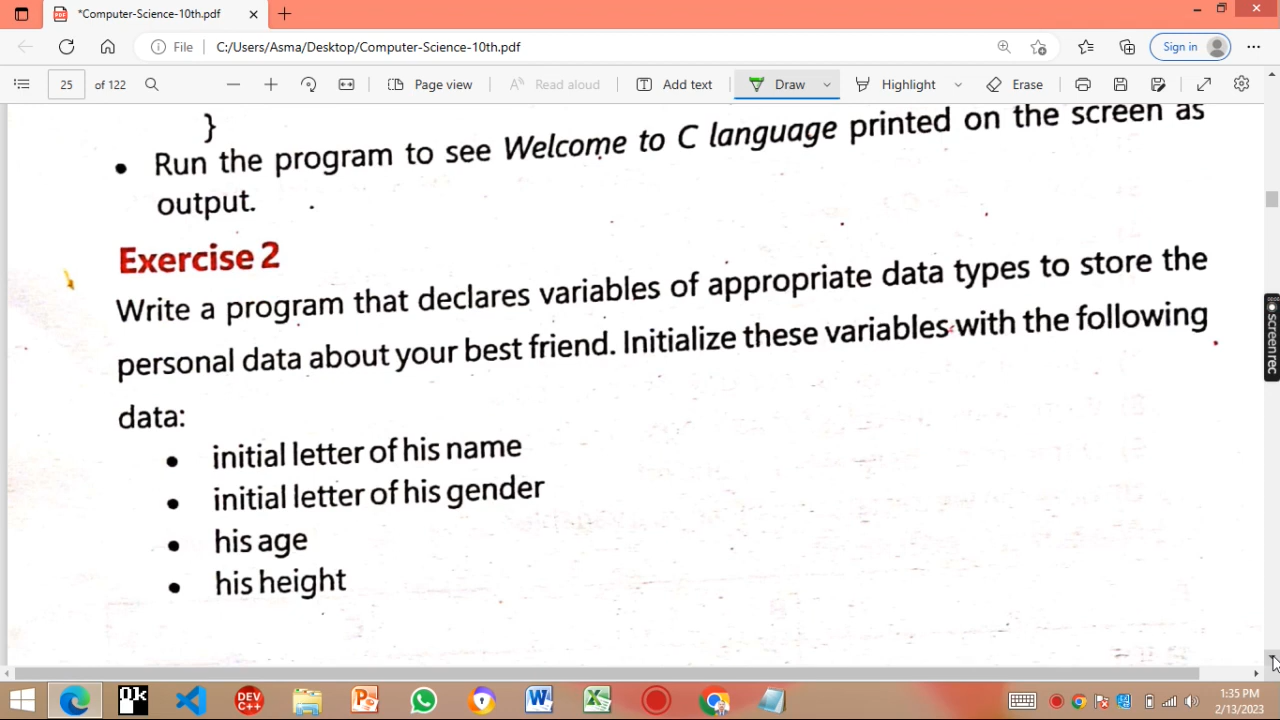 *Computer-Science-10th.pdf
File C:/Users/Asma/Desktop/Computer-Science-10th.pdf Sign in
25 of 122 Page view Read aloud Add text Draw Highlight Erase
}
• Run the program to see Welcome to C language printed on the screen as
output.
Exercise 2
Write a program that declares variables of appropriate data types to store the
personal data about your best friend. Initialize these variables with the following
data:
• initial letter of his name
• initial letter of his gender
• his age
• his height
screenrec
DEV
C++
1:35 PM
2/13/2023